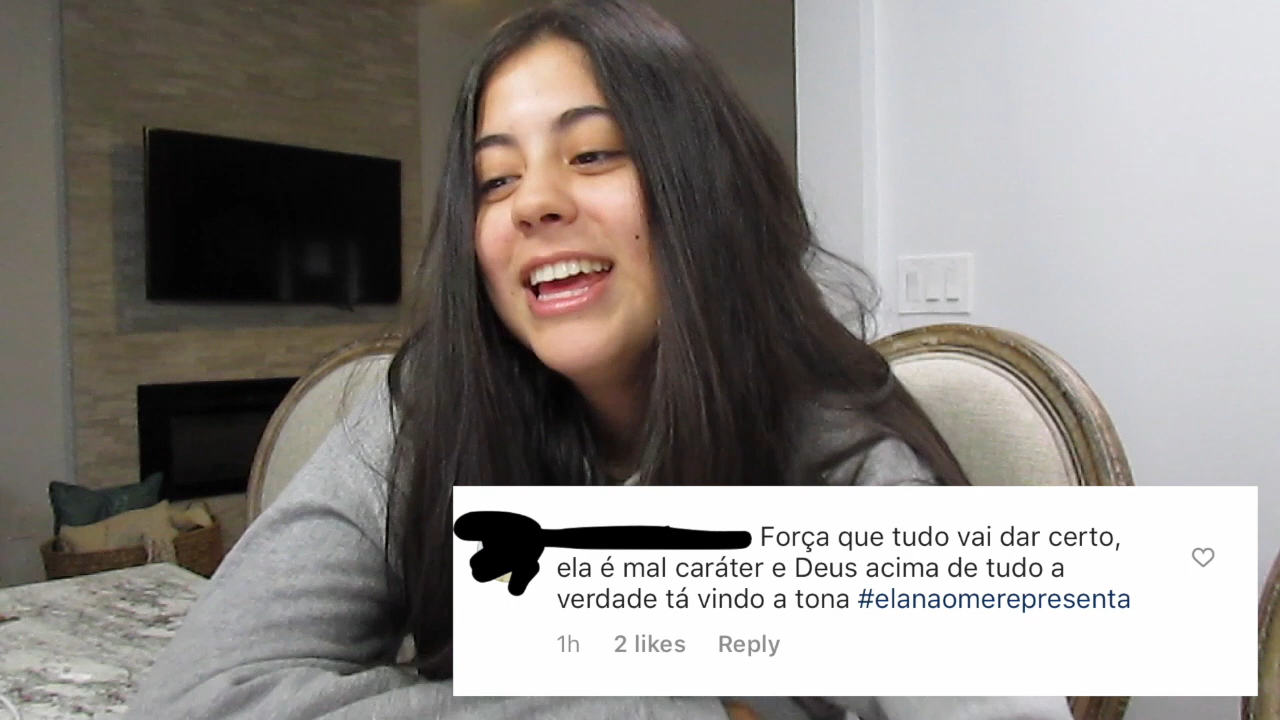 Força que tudo vai dar certo,
ela é mal caráter e Deus acima de tudo a
verdade tá vindo a tona #elanaomerepresenta
1h 2 likes Reply